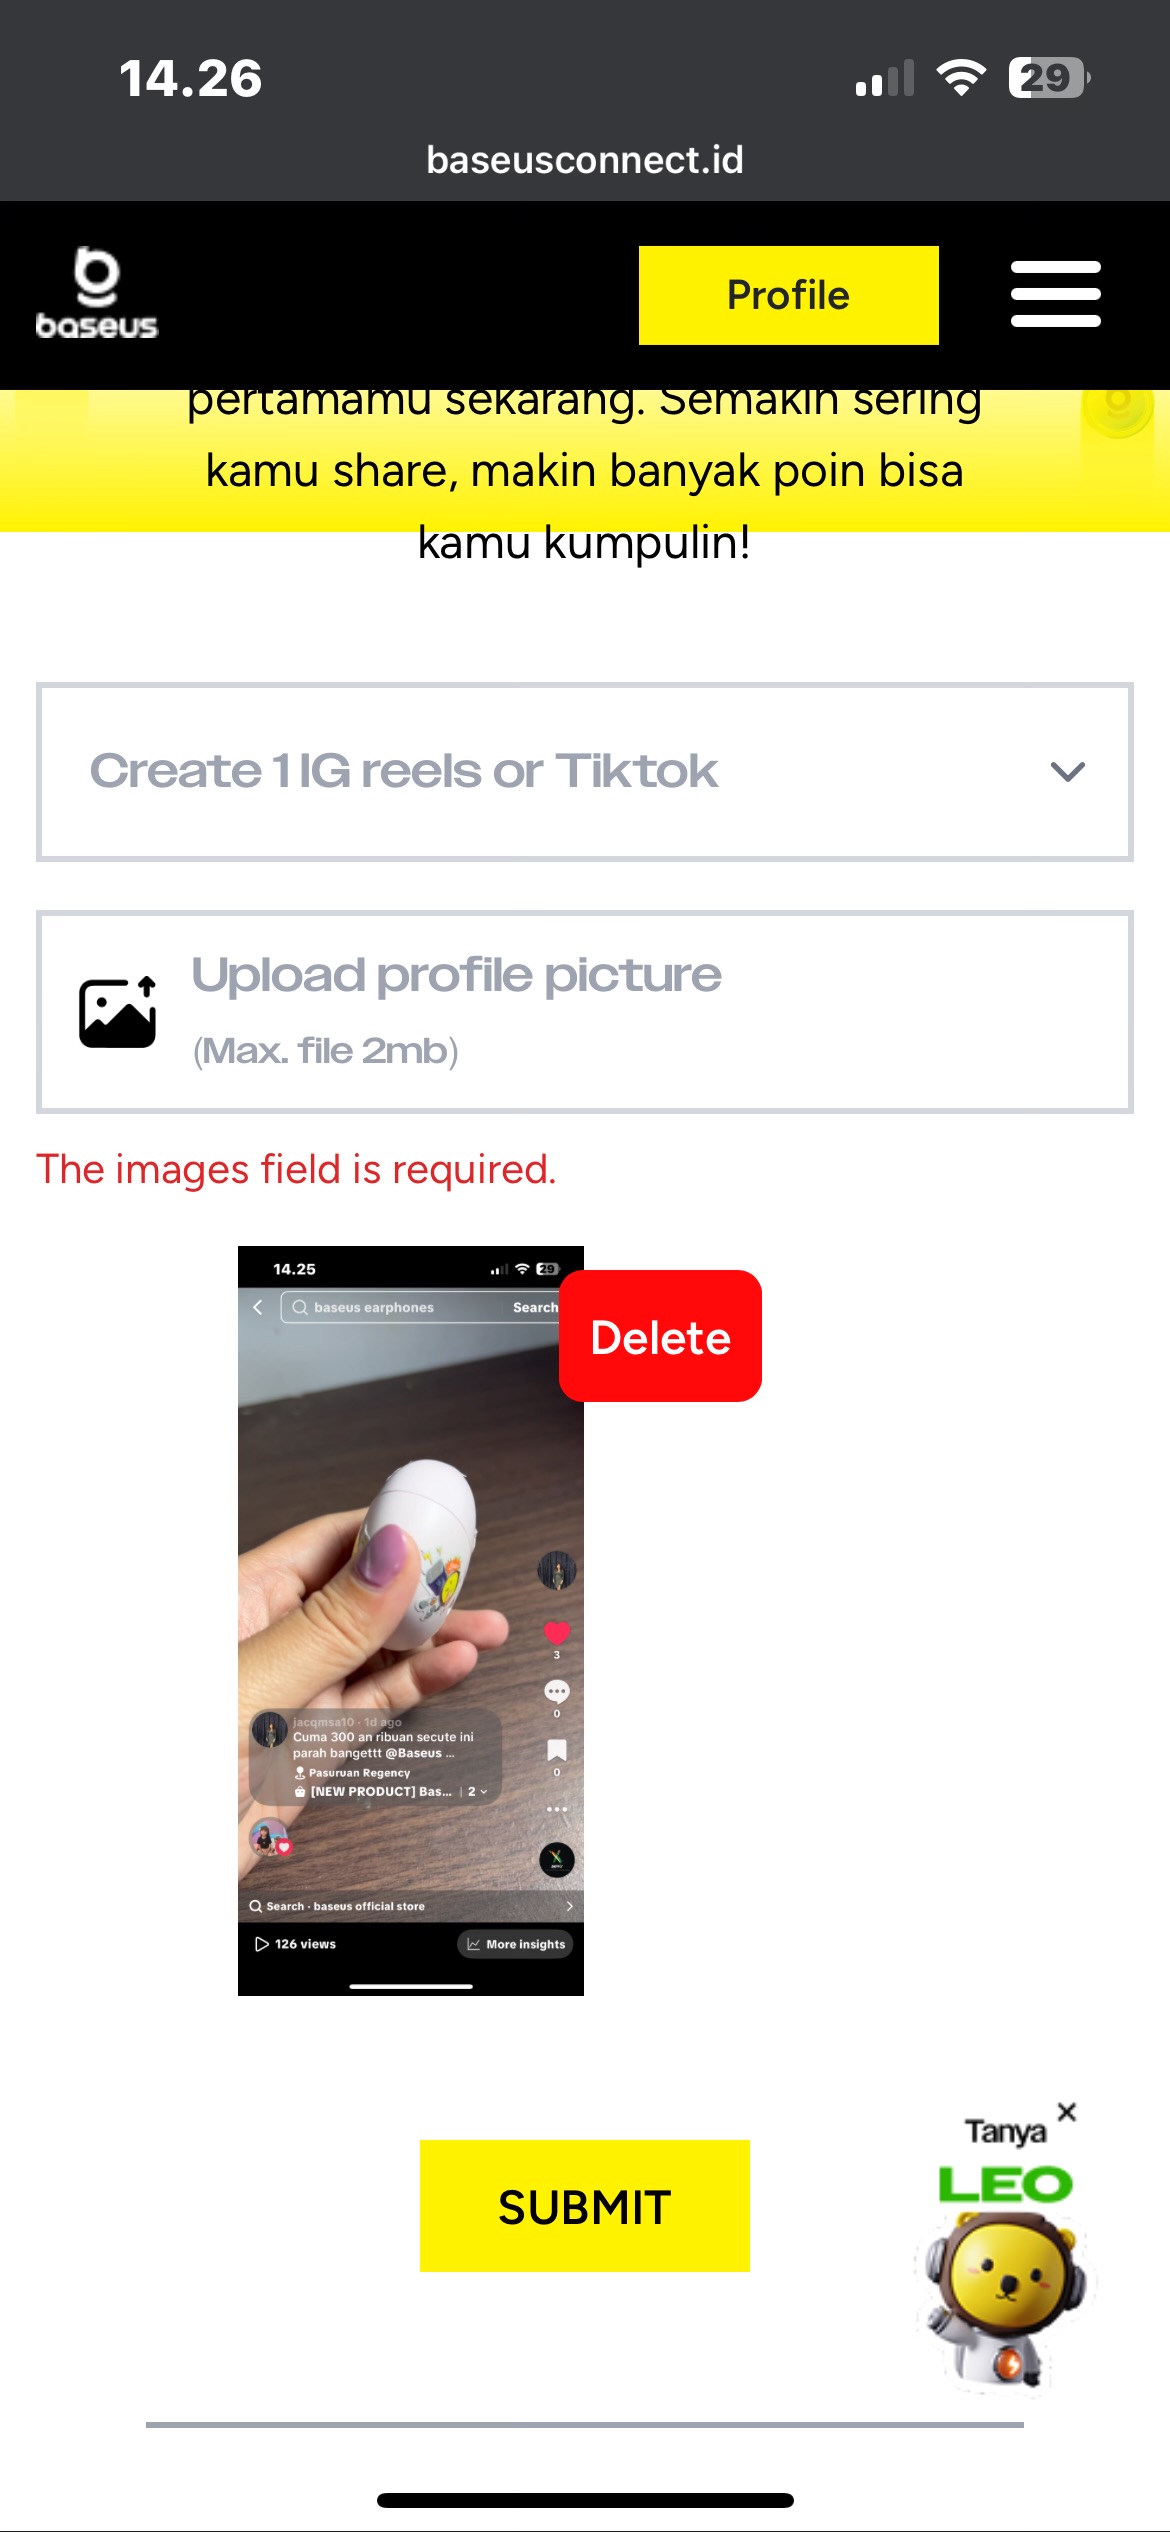 14.26
29
baseusconnect.id
baseus
Profile
pertamamu sekarang. Semakin sering
kamu share, makin banyak poin bisa
kamu kumpulin!
Create 1 IG reels or Tiktok
Upload profile picture
(Max. file 2mb)
The images field is required.
14.25
29
baseus earphones
Search
Delete
3
0
jacqmsa10 · 1d ago
Cuma 300 an ribuan secute ini
parah bangettt @Baseus ...
Pasuruan Regency
[NEW PRODUCT] Bas... | 2
0
Search · baseus official store
126 views
More insights
Tanya
LEO
SUBMIT